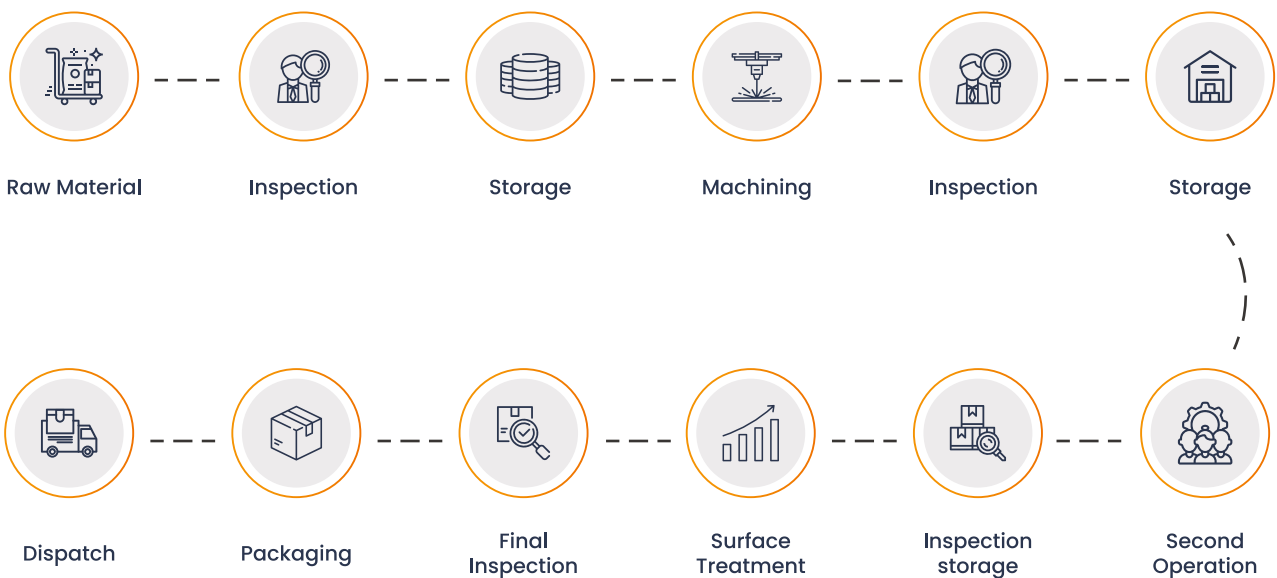 Raw Material
Inspection
Storage
Machining
Inspection
Storage
Dispatch
Packaging
Final
Inspection
Surface
Treatment
Inspection
storage
Second
Operation